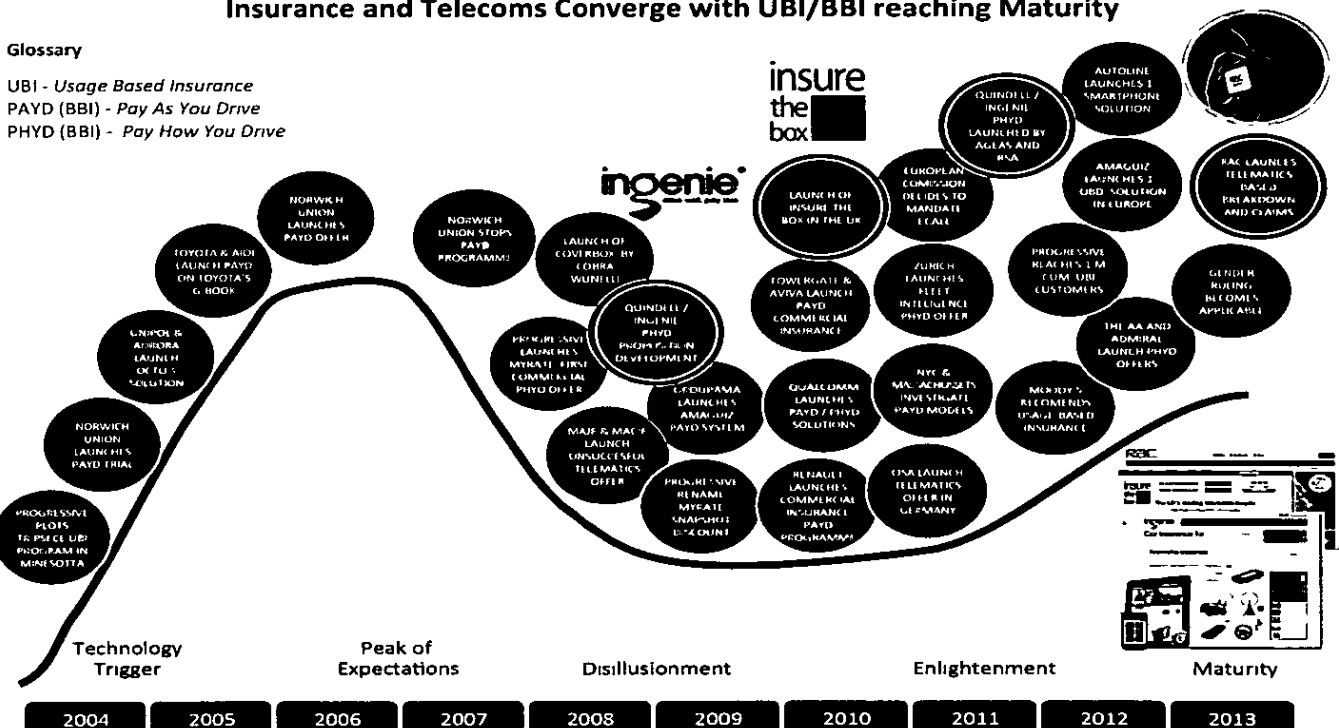 Insurance and Telecoms Converge with UBI/BBI reaching Maturity
Glossary
UBI - Usage Based Insurance
PAYD (BBI) - Pay As You Drive
PHYD (BBI) - Pay How You Drive
PROGRESSIVE
PLOTS
UBI
PROGRAM IN
MINESOTTA
NORWICH
UNION
LAUNCHES
PAYD TRIAL
UNIPOL &
AURORA
LAUNCH
SOLUTION
TOYOTA & AIOI
LAUNCH PAYD
ON TOYOTA'S
G BOOK
NORWICH
UNION
LAUNCHES
PAYD OFFER
NORWICH
UNION STOPS
PAYD
PROGRAMME
LAUNCH OF
COVERBOX BY
COBRA
WUNELLI
ingenie
QUINDELL /
INGENIE
PHYD
PROPOSITION
DEVELOPMENT
PROGRESSIVE
LAUNCHES
MYRATE FIRST
COMMERCIAL
PHYD OFFER
MAIF & MACIF
LAUNCH
UNSUCCESFUL
TELEMATICS
OFFER
GROUPAMA
LAUNCHES
AMAGUIZ
PAYD SYSTEM
PROGRESSIVE
RENAME
MYRATE
SNAPSHOT
DISCOUNT
insure
the
box
LAUNCH OF
INSURE THE
BOX IN THE UK
TOWERGATE &
AVIVA LAUNCH
PAYD
COMMERCIAL
INSURANCE
QUALCOMM
LAUNCHES
PAYD / PHYD
SOLUTIONS
RENAULT
LAUNCHES
COMMERCIAL
INSURANCE
PAYD
PROGRAMME
QUINDELL /
INGENIE
PHYD
LAUNCHED BY
AGEAS AND
RSA
EUROPEAN
COMISSION
DECIDES TO
MANDATE
ECALL
ZURICH
LAUNCHES
FLEET
INTELLIGENCE
PHYD OFFER
NYC &
MASSACHUSSETS
INVESTIGATE
PAYD MODELS
LAUNCH
TELEMATICS
OFFER IN
GERMANY
AUTOLINE
LAUNCHES 1
SMARTPHONE
SOLUTION
AMAGUIZ
LAUNCHES 1
OBD SOLUTION
IN EUROPE
PROGRESSIVE
REACHES 1 M
CUM UBI
CUSTOMERS
THE AA AND
ADMIRAL
LAUNCH PHYD
OFFERS
MOODY'S
RECOMENDS
USAGE BASED
INSURANCE
RAC LAUNCES
TELEMATICS
BASED
BREAKDOWN
AND CLAIMS
GENDER
RULING
BECOMES
APPLICABLE
RAC
insure
the
box
Technology
Trigger
Peak of
Expectations
Disillusionment
Enlightenment
Maturity
2004 2005 2006 2007 2008 2009 2010 2011 2012 2013